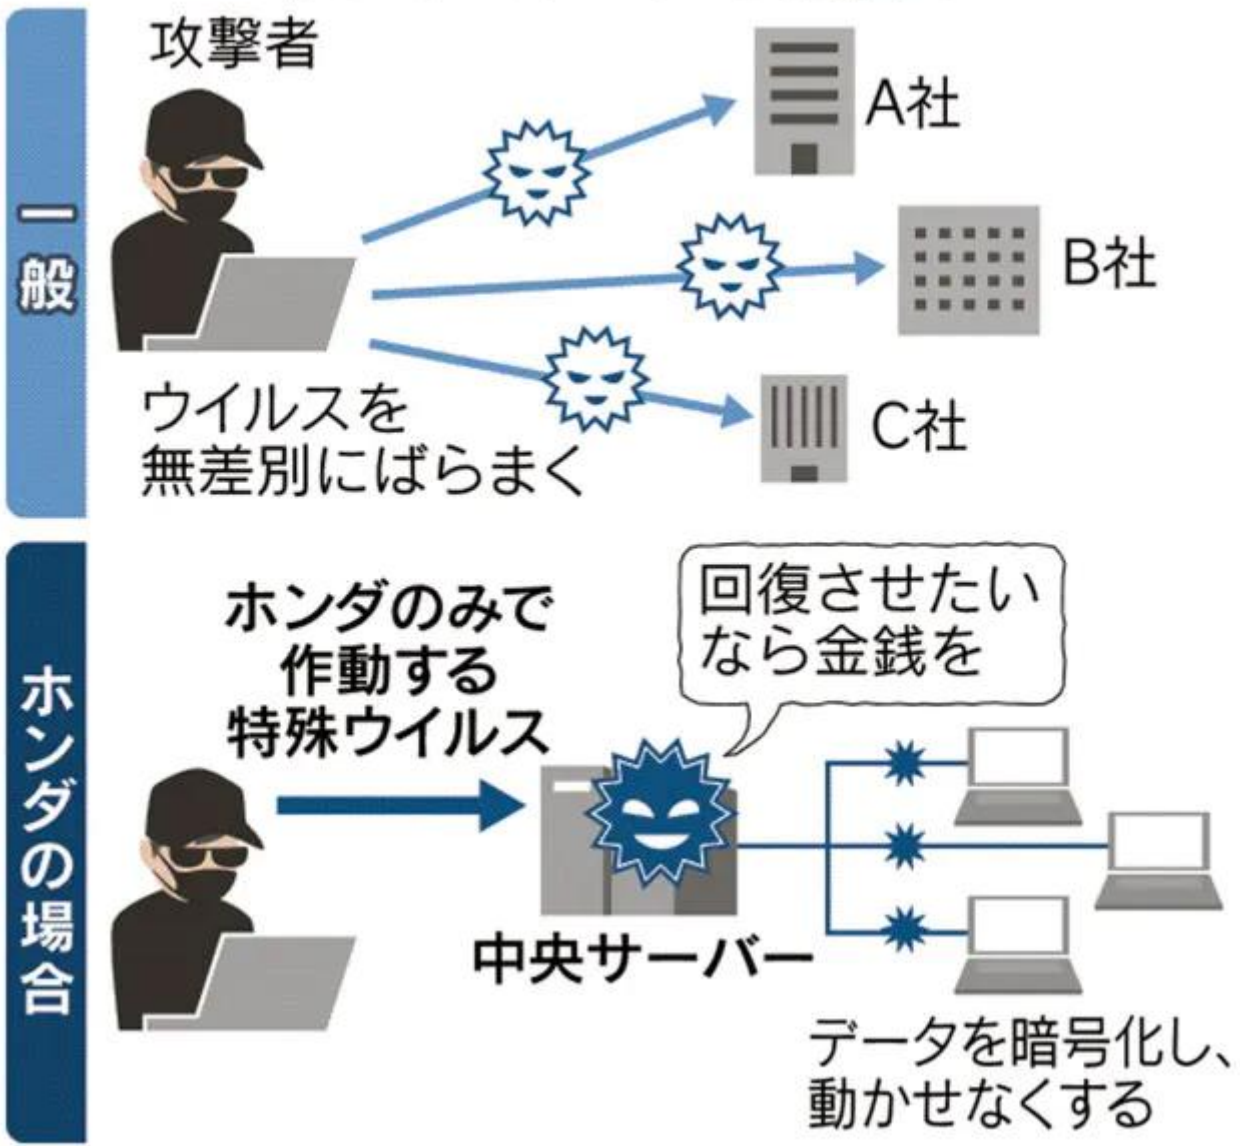 一般
攻撃者
A社
B社
C社
ウイルスを
無差別にばらまく
ホンダの場合
ホンダのみで
作動する
特殊ウイルス
回復させたい
なら金銭を
中央サーバー
データを暗号化し、
動かせなくする